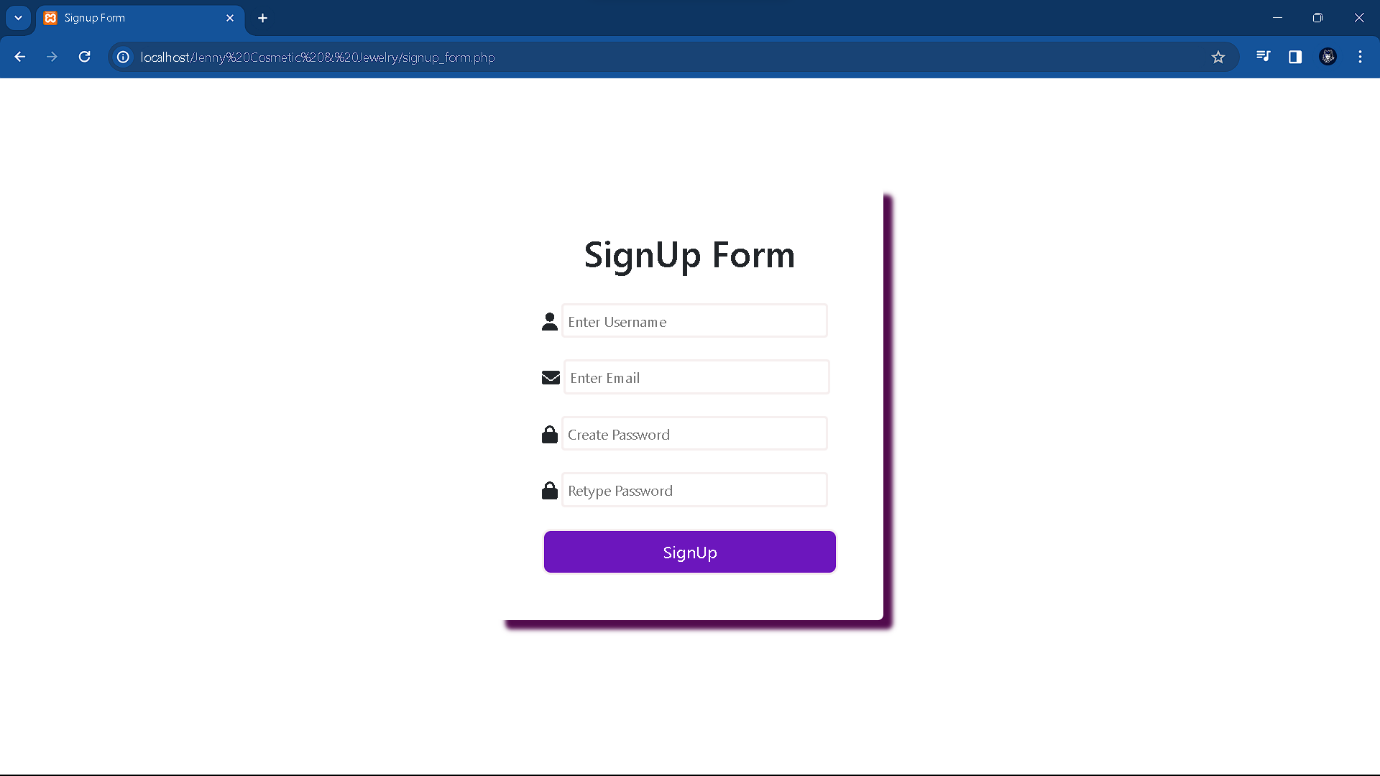 Signup Form
localhost/Jenny%20Cosmetic%20&%20Jewelry/signup_form.php
SignUp Form
Enter Username
Enter Email
Create Password
Retype Password
SignUp